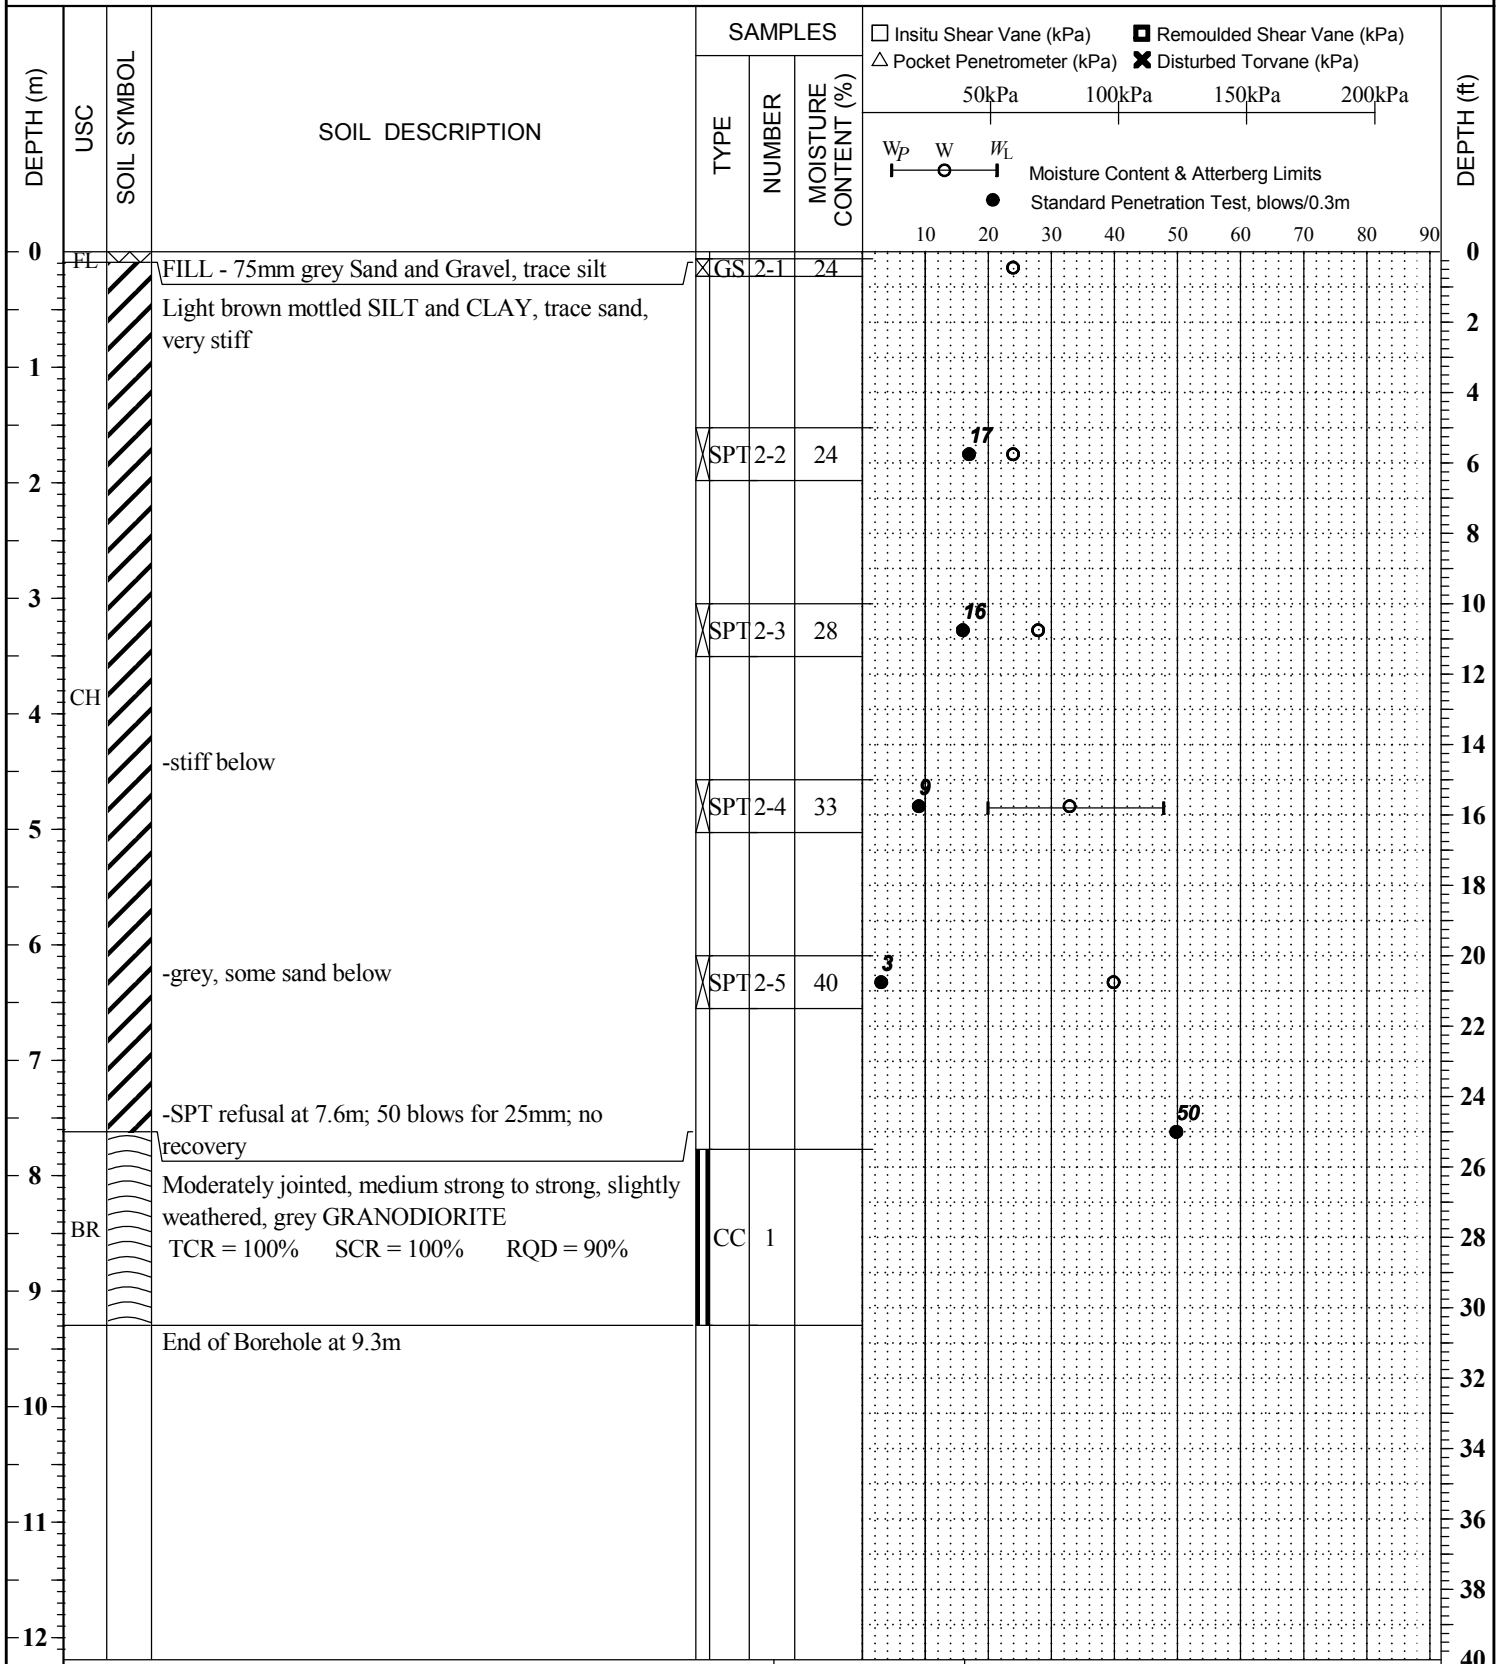 SAMPLES
DEPTH (m)
USC
SOIL SYMBOL
SOIL DESCRIPTION
TYPE
NUMBER
MOISTURE
CONTENT (%)
Insitu Shear Vane (kPa)
Remoulded Shear Vane (kPa)
Pocket Penetrometer (kPa)
Disturbed Torvane (kPa)
50kPa 100kPa 150kPa 200kPa
WP W WL
Moisture Content & Atterberg Limits
Standard Penetration Test, blows/0.3m
10 20 30 40 50 60 70 80 90
DEPTH (ft)
0
FL
FILL - 75mm grey Sand and Gravel, trace silt
GS 2-1 24
0
Light brown mottled SILT and CLAY, trace sand,
very stiff
2
1
4
17
SPT 2-2 24
6
2
8
3
10
16
SPT 2-3 28
12
CH
4
14
-stiff below
9
SPT 2-4 33
16
5
18
6
20
-grey, some sand below
3
SPT 2-5 40
22
7
24
-SPT refusal at 7.6m; 50 blows for 25mm; no
recovery
50
26
8
Moderately jointed, medium strong to strong, slightly
weathered, grey GRANODIORITE
TCR = 100% SCR = 100% RQD = 90%
BR
CC 1
28
9
30
End of Borehole at 9.3m
32
10
34
11
36
38
12
40